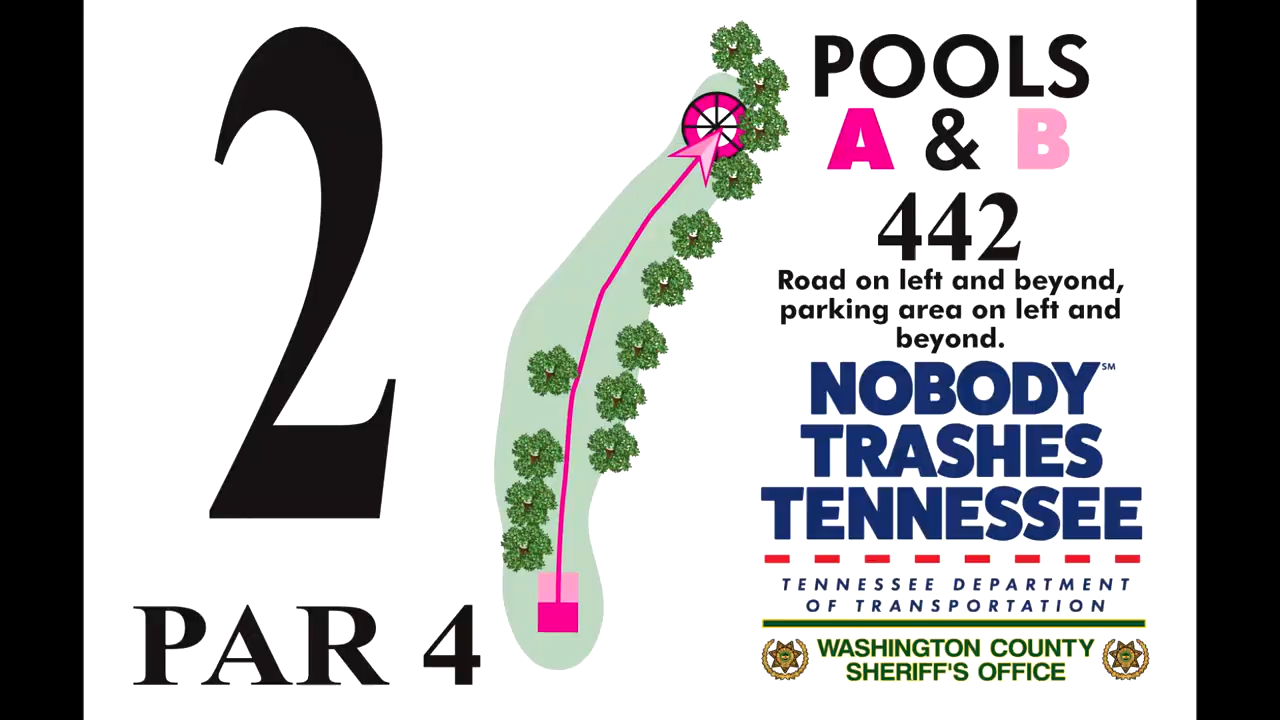 2
PAR 4
POOLS
A & B
442
Road on left and beyond,
parking area on left and
beyond.
NOBODY℠
TRASHES
TENNESSEE
TENNESSEE DEPARTMENT
OF TRANSPORTATION
WASHINGTON COUNTY
SHERIFF'S OFFICE